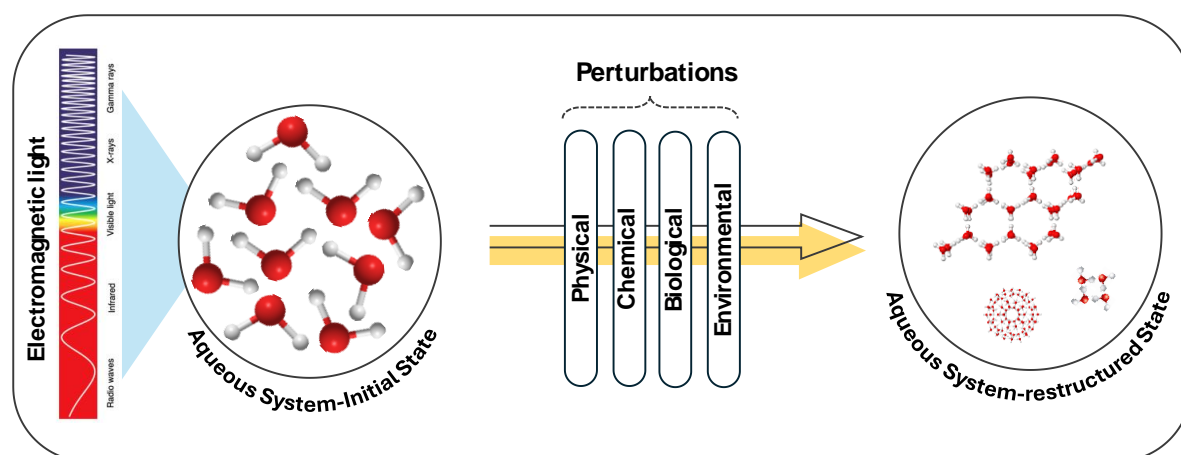 Electromagnetic light
Gamma rays
X-rays
Visible light
Infrared
Radio waves
Aqueous System-Initial State
Perturbations
Physical
Chemical
Biological
Environmental
Aqueous System-restructured State